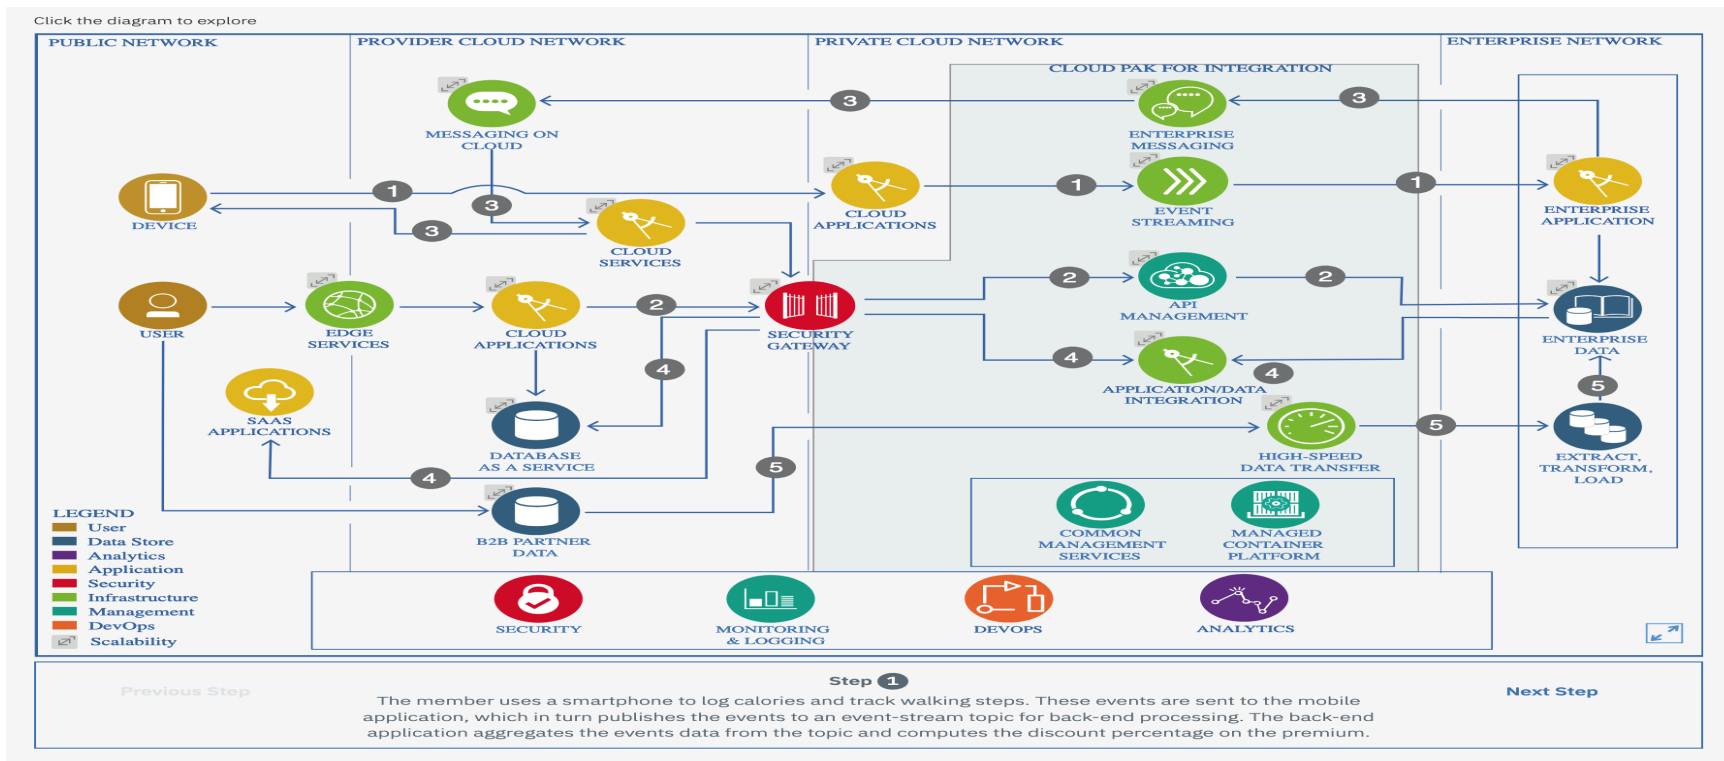 Click the diagram to explore
PUBLIC NETWORK
PROVIDER CLOUD NETWORK
PRIVATE CLOUD NETWORK
ENTERPRISE NETWORK
CLOUD PAK FOR INTEGRATION
3
3
MESSAGING ON
CLOUD
ENTERPRISE
MESSAGING
1
1
1
DEVICE
3
3
CLOUD
SERVICES
CLOUD
APPLICATIONS
EVENT
STREAMING
ENTERPRISE
APPLICATION
USER
EDGE
SERVICES
CLOUD
APPLICATIONS
2
SECURITY
GATEWAY
2
API
MANAGEMENT
2
ENTERPRISE
DATA
4
4
APPLICATION/DATA
INTEGRATION
4
5
SAAS
APPLICATIONS
DATABASE
AS A SERVICE
4
5
HIGH-SPEED
DATA TRANSFER
5
EXTRACT,
TRANSFORM,
LOAD
B2B PARTNER
DATA
COMMON
MANAGEMENT
SERVICES
MANAGED
CONTAINER
PLATFORM
LEGEND
User
Data Store
Analytics
Application
Security
Infrastructure
Management
DevOps
Scalability
SECURITY
MONITORING
& LOGGING
DEVOPS
ANALYTICS
Previous Step
Step 1
Next Step
The member uses a smartphone to log calories and track walking steps. These events are sent to the mobile
application, which in turn publishes the events to an event-stream topic for back-end processing. The back-end
application aggregates the events data from the topic and computes the discount percentage on the premium.